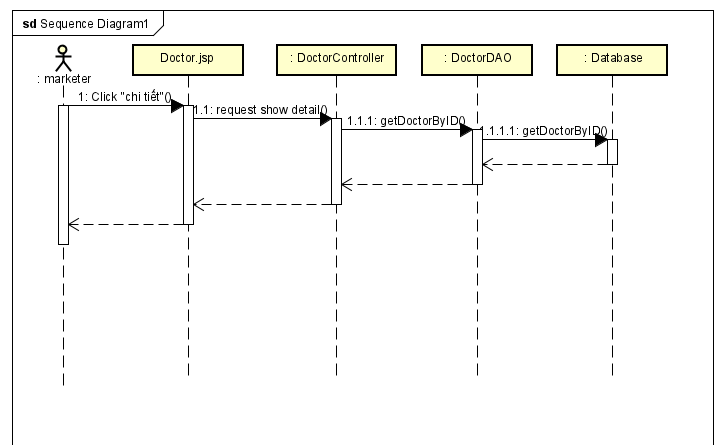 sd Sequence Diagram1
: marketer
Doctor.jsp
: DoctorController
: DoctorDAO
: Database
1: Click "chi tiết"()
1.1: request show detail()
1.1.1: getDoctorByID()
1.1.1.1: getDoctorByID()